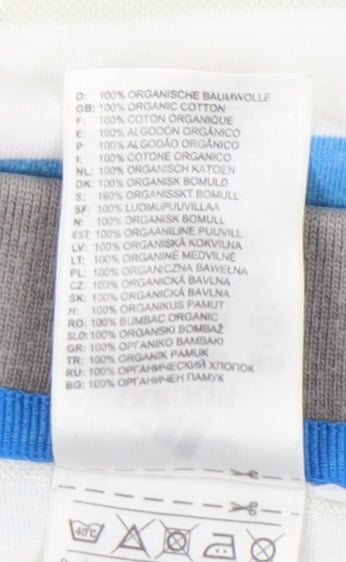 D: 100% ORGANISCHE BAUMWOLLE
GB: 100% ORGANIC COTTON
F: 100% COTON ORGANIQUE
E: 100% ALGODÓN ORGÂNICO
P: 100% ALGODÃO ORGÂNICO
I: 100% COTONE ORGANICO
NL: 100% ORGANISCH KATOEN
DK: 100% ORGANISK BOMULD
S: 100% ORGANISSKT BOMULL
SF: 100% LUOMUPUUVILLAA
N: 100% ORGANISK BOMULL
EST: 100% ORGAANILINE PUUVILL
LV: 100% ORGANISKĀ KOKVILNA
LT: 100% ORGANINĖ MEDVILNĖ
PL: 100% ORGANICZNA BAWEŁNA
CZ: 100% ORGANICKÁ BAVLNA
SK: 100% ORGANICKÁ BAVLNA
H: 100% ORGANIKUS PAMUT
RO: 100% BUMBAC ORGANIC
SLO: 100% ORGANSKI BOMBAŽ
GR: 100% ΟΡΓΑΝΙΚΟ ΒΑΜΒΑΚΙ
TR: 100% ORGANIK PAMUK
RU: 100% ОРГАНИЧЕСКИЙ ХЛОПОК
BG: 100% ОРГАНИЧЕН ПАМУК
40°C